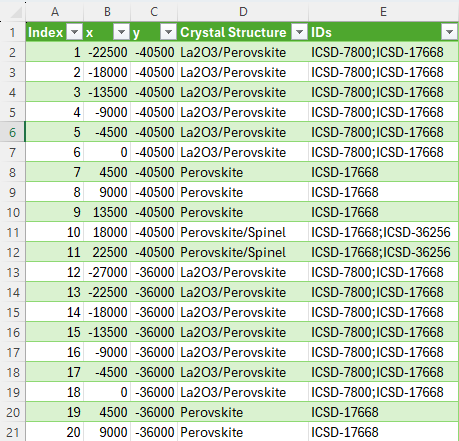 A B C D E
1 Index x y Crystal Structure IDs
2 1 -22500 -40500 La2O3/Perovskite ICSD-7800;ICSD-17668
3 2 -18000 -40500 La2O3/Perovskite ICSD-7800;ICSD-17668
4 3 -13500 -40500 La2O3/Perovskite ICSD-7800;ICSD-17668
5 4 -9000 -40500 La2O3/Perovskite ICSD-7800;ICSD-17668
6 5 -4500 -40500 La2O3/Perovskite ICSD-7800;ICSD-17668
7 6 0 -40500 La2O3/Perovskite ICSD-7800;ICSD-17668
8 7 4500 -40500 Perovskite ICSD-17668
9 8 9000 -40500 Perovskite ICSD-17668
10 9 13500 -40500 Perovskite ICSD-17668
11 10 18000 -40500 Perovskite/Spinel ICSD-17668;ICSD-36256
12 11 22500 -40500 Perovskite/Spinel ICSD-17668;ICSD-36256
13 12 -27000 -36000 La2O3/Perovskite ICSD-7800;ICSD-17668
14 13 -22500 -36000 La2O3/Perovskite ICSD-7800;ICSD-17668
15 14 -18000 -36000 La2O3/Perovskite ICSD-7800;ICSD-17668
16 15 -13500 -36000 La2O3/Perovskite ICSD-7800;ICSD-17668
17 16 -9000 -36000 La2O3/Perovskite ICSD-7800;ICSD-17668
18 17 -4500 -36000 La2O3/Perovskite ICSD-7800;ICSD-17668
19 18 0 -36000 La2O3/Perovskite ICSD-7800;ICSD-17668
20 19 4500 -36000 Perovskite ICSD-17668
21 20 9000 -36000 Perovskite ICSD-17668